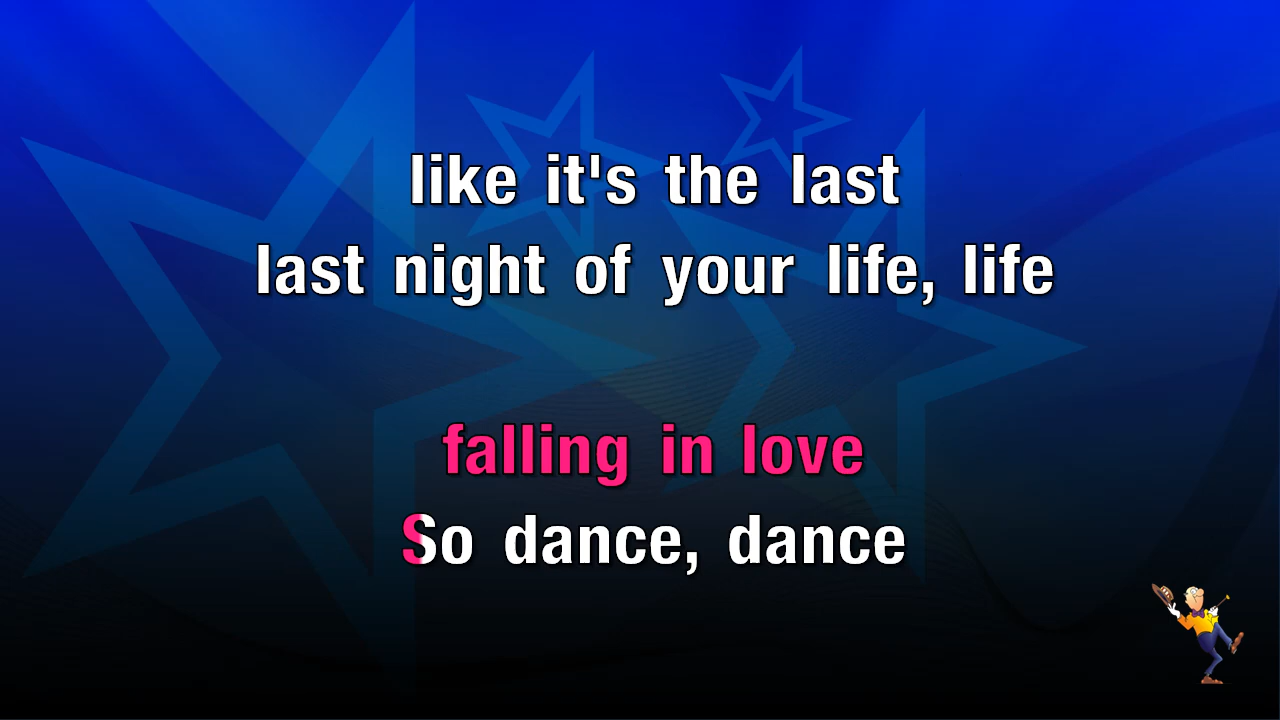 like it's the last
last night of your life, life
falling in love
So dance, dance